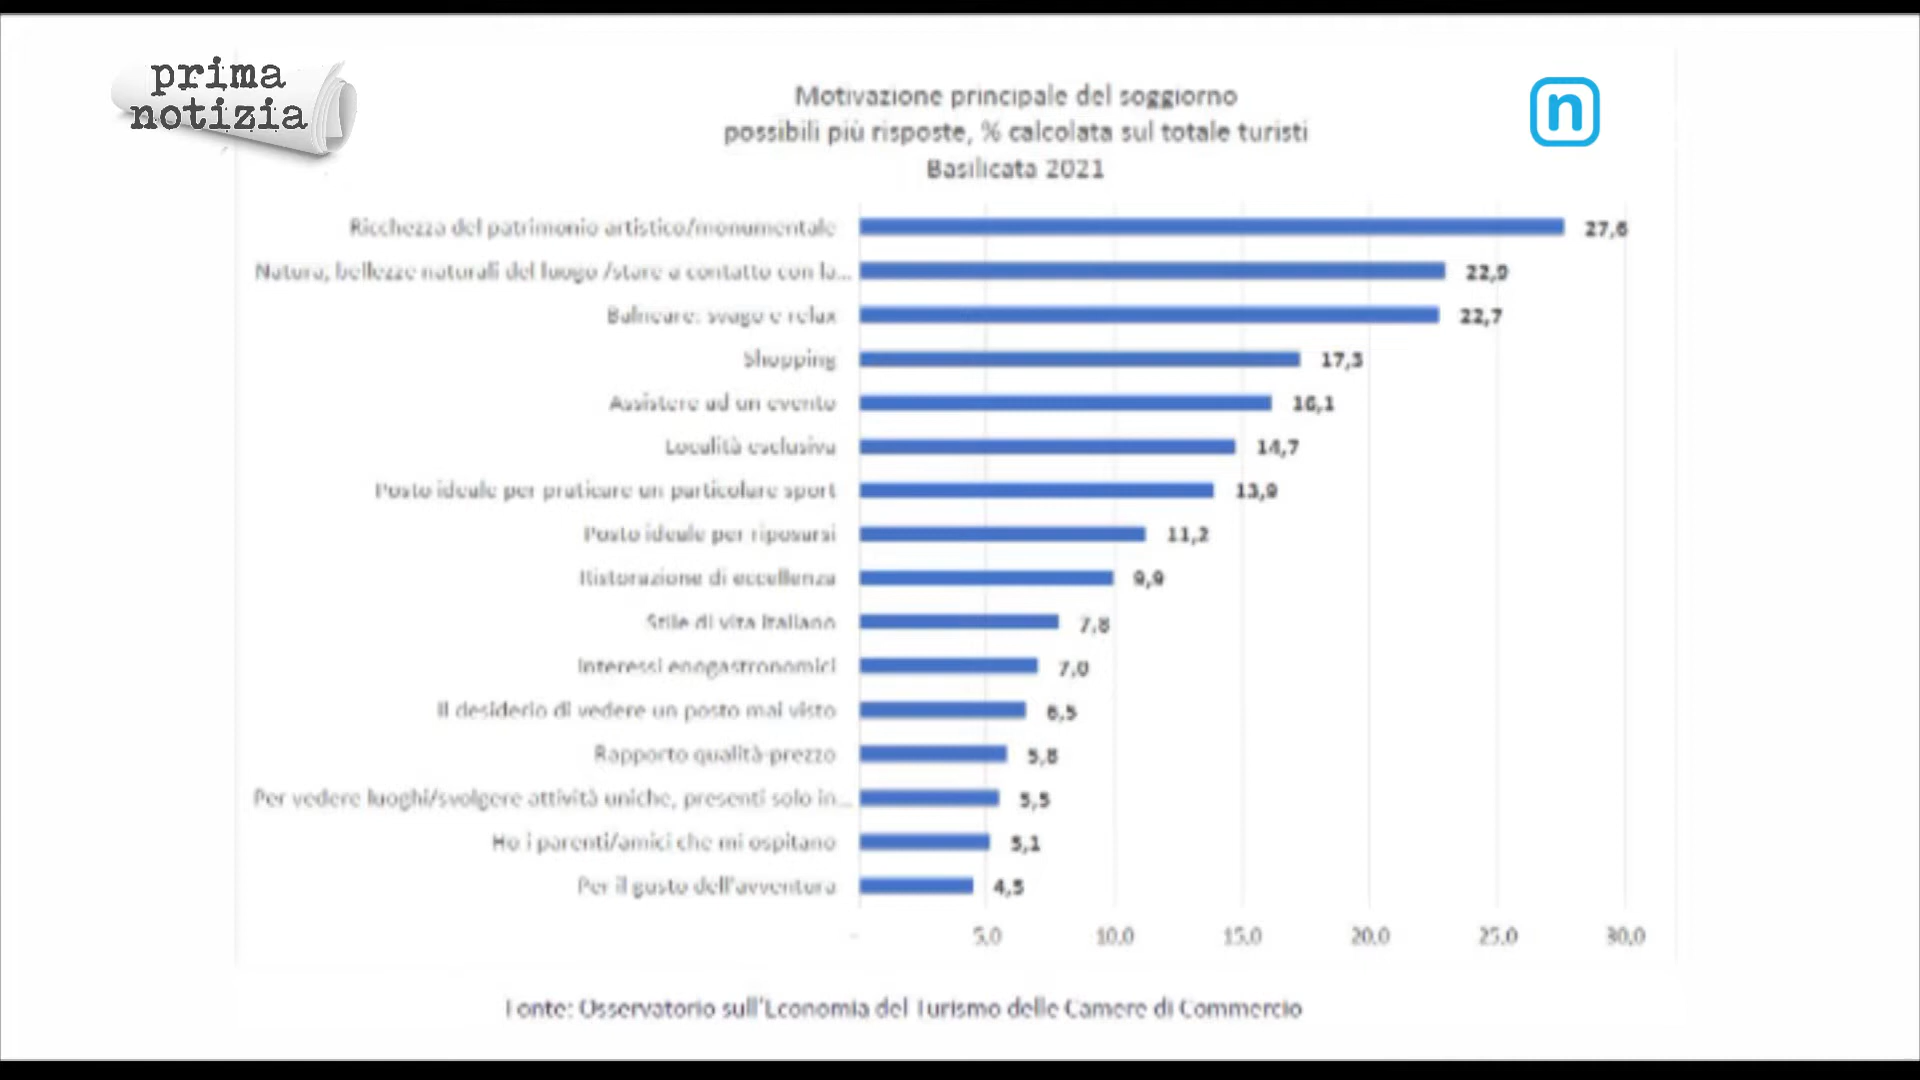 prima
notizia
n
Motivazione principale del soggiorno
possibili più risposte, % calcolata sul totale turisti
Basilicata 2021
Ricchezza del patrimonio artistico/monumentale 27,6
Natura, bellezze naturali del luogo /stare a contatto con la... 22,9
Balneare: svago e relax 22,7
Shopping 17,3
Assistere ad un evento 16,1
Località esclusiva 14,7
Posto ideale per praticare un particolare sport 13,9
Posto ideale per riposarsi 11,2
Ristorazione di eccellenza 9,9
Stile di vita italiano 7,8
Interessi enogastronomici 7,0
Il desiderio di vedere un posto mai visto 6,5
Rapporto qualità-prezzo 5,8
Per vedere luoghi/svolgere attività uniche, presenti solo in... 5,5
Ho i parenti/amici che mi ospitano 5,1
Per il gusto dell'avventura 4,5
- 5,0 10,0 15,0 20,0 25,0 30,0
Fonte: Osservatorio sull'Economia del Turismo delle Camere di Commercio